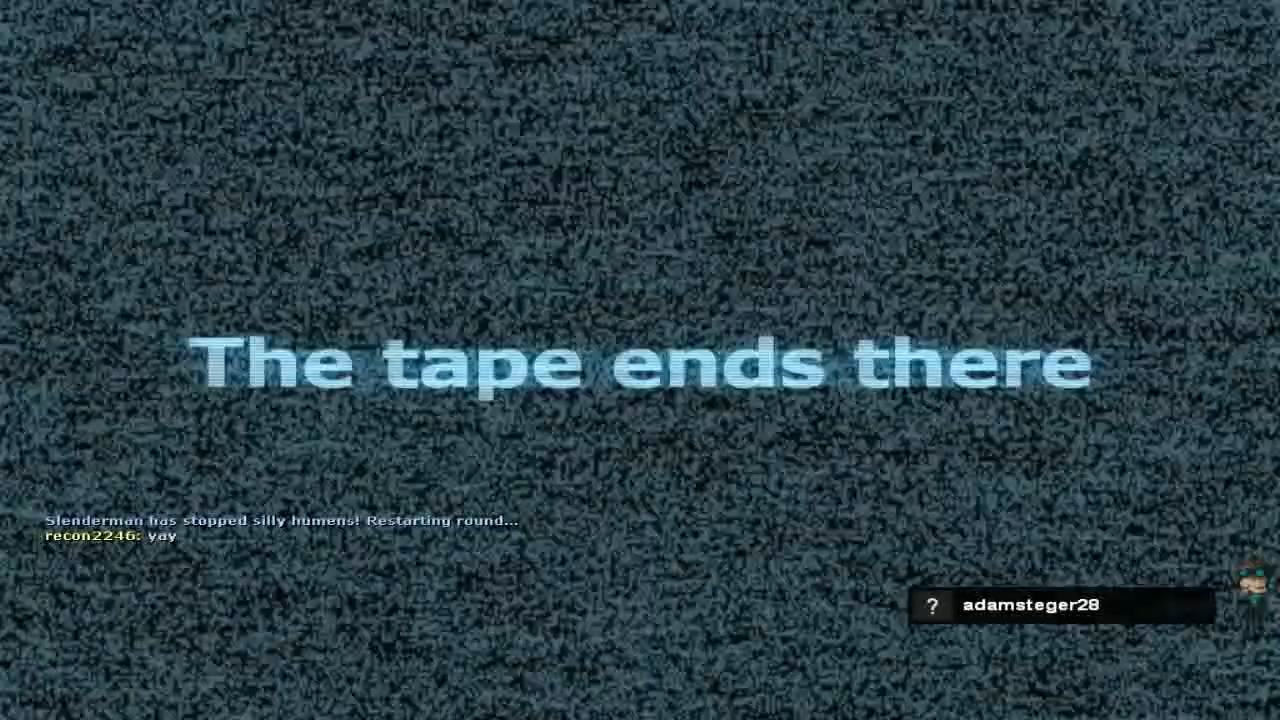 The tape ends there
Slenderman has stopped silly humens! Restarting round...
recon2246: yay
? adamsteger28